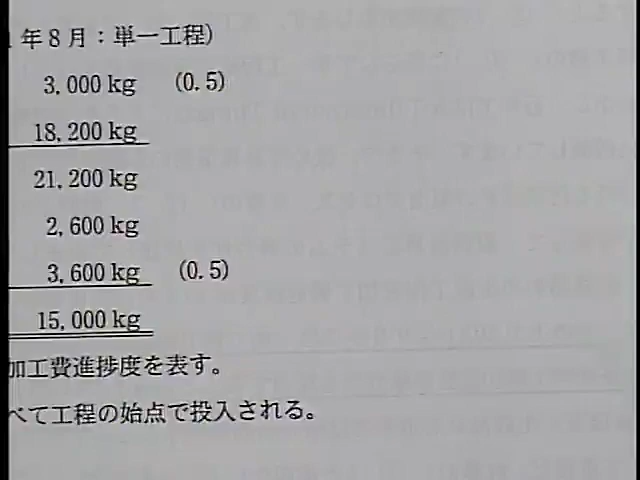 年8月：単一工程）
3,000 kg (0.5)
18,200 kg
21,200 kg
2,600 kg
3,600 kg (0.5)
15,000 kg
加工費進捗度を表す。
べて工程の始点で投入される。